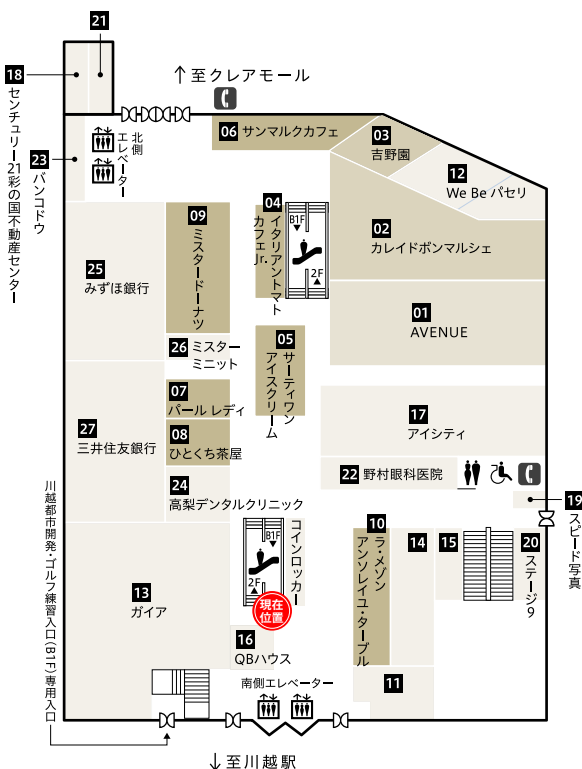 21
18
センチュリー21彩の国不動産センター
↑至クレアモール
06 サンマルクカフェ
03
吉野園
12
We Be パセリ
北側
エレベーター
23
バンコドウ
09
ミスタードーナツ
04
イタリアントマト
カフェJr.
B1F
2F
02
カレイドボンマルシェ
25
みずほ銀行
01
AVENUE
26 ミスター
ミニット
05
サーティワン
アイスクリーム
07
パール レディ
17
アイシティ
27
三井住友銀行
08
ひとくち茶屋
22 野村眼科医院
24
高梨デンタルクリニック
19
スピード写真
川越都市開発・ゴルフ練習入口(B1F)専用入口
コインロッカー
B1F
2F
現在
位置
10
ラ・メゾン
アンソレイユ・ターブル
14
15
20
ステージ9
13
ガイア
16
QBハウス
11
南側エレベーター
↓至川越駅